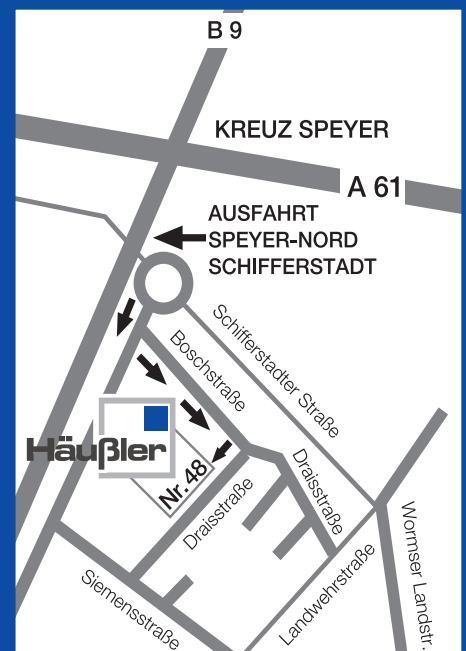 B 9
KREUZ SPEYER
A 61
AUSFAHRT
SPEYER-NORD
SCHIFFERSTADT
Schifferstadter Straße
Boschstraße
Häußler
Nr. 48
Draisstraße
Draisstraße
Siemensstraße
Landwehrstraße
Wormser Landstr.